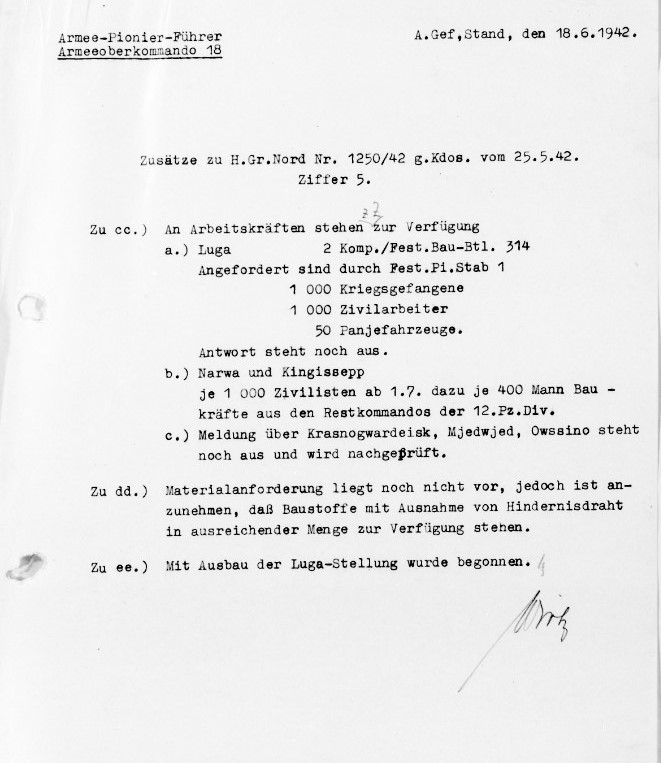 Armee-Pionier-Führer
Armeeoberkommando 18
A.Gef,Stand, den 18.6.1942.
Zusätze zu H.Gr.Nord Nr. 1250/42 g.Kdos. vom 25.5.42.
Ziffer 5.
zZ
Zu cc.) An Arbeitskräften stehen zur Verfügung
a.) Luga 2 Komp./Fest.Bau-Btl. 314
Angefordert sind durch Fest.Pi.Stab 1
1 000 Kriegsgefangene
1 000 Zivilarbeiter
50 Panjefahrzeuge.
Antwort steht noch aus.
b.) Narwa und Kingissepp
je 1 000 Zivilisten ab 1.7. dazu je 400 Mann Bau -
kräfte aus den Restkommandos der 12.Pz.Div.
c.) Meldung über Krasnogwardeisk, Mjedwjed, Owssino steht
noch aus und wird nachgeprüft.
Zu dd.) Materialanforderung liegt noch nicht vor, jedoch ist an-
zunehmen, daß Baustoffe mit Ausnahme von Hindernisdraht
in ausreichender Menge zur Verfügung stehen.
Zu ee.) Mit Ausbau der Luga-Stellung wurde begonnen.